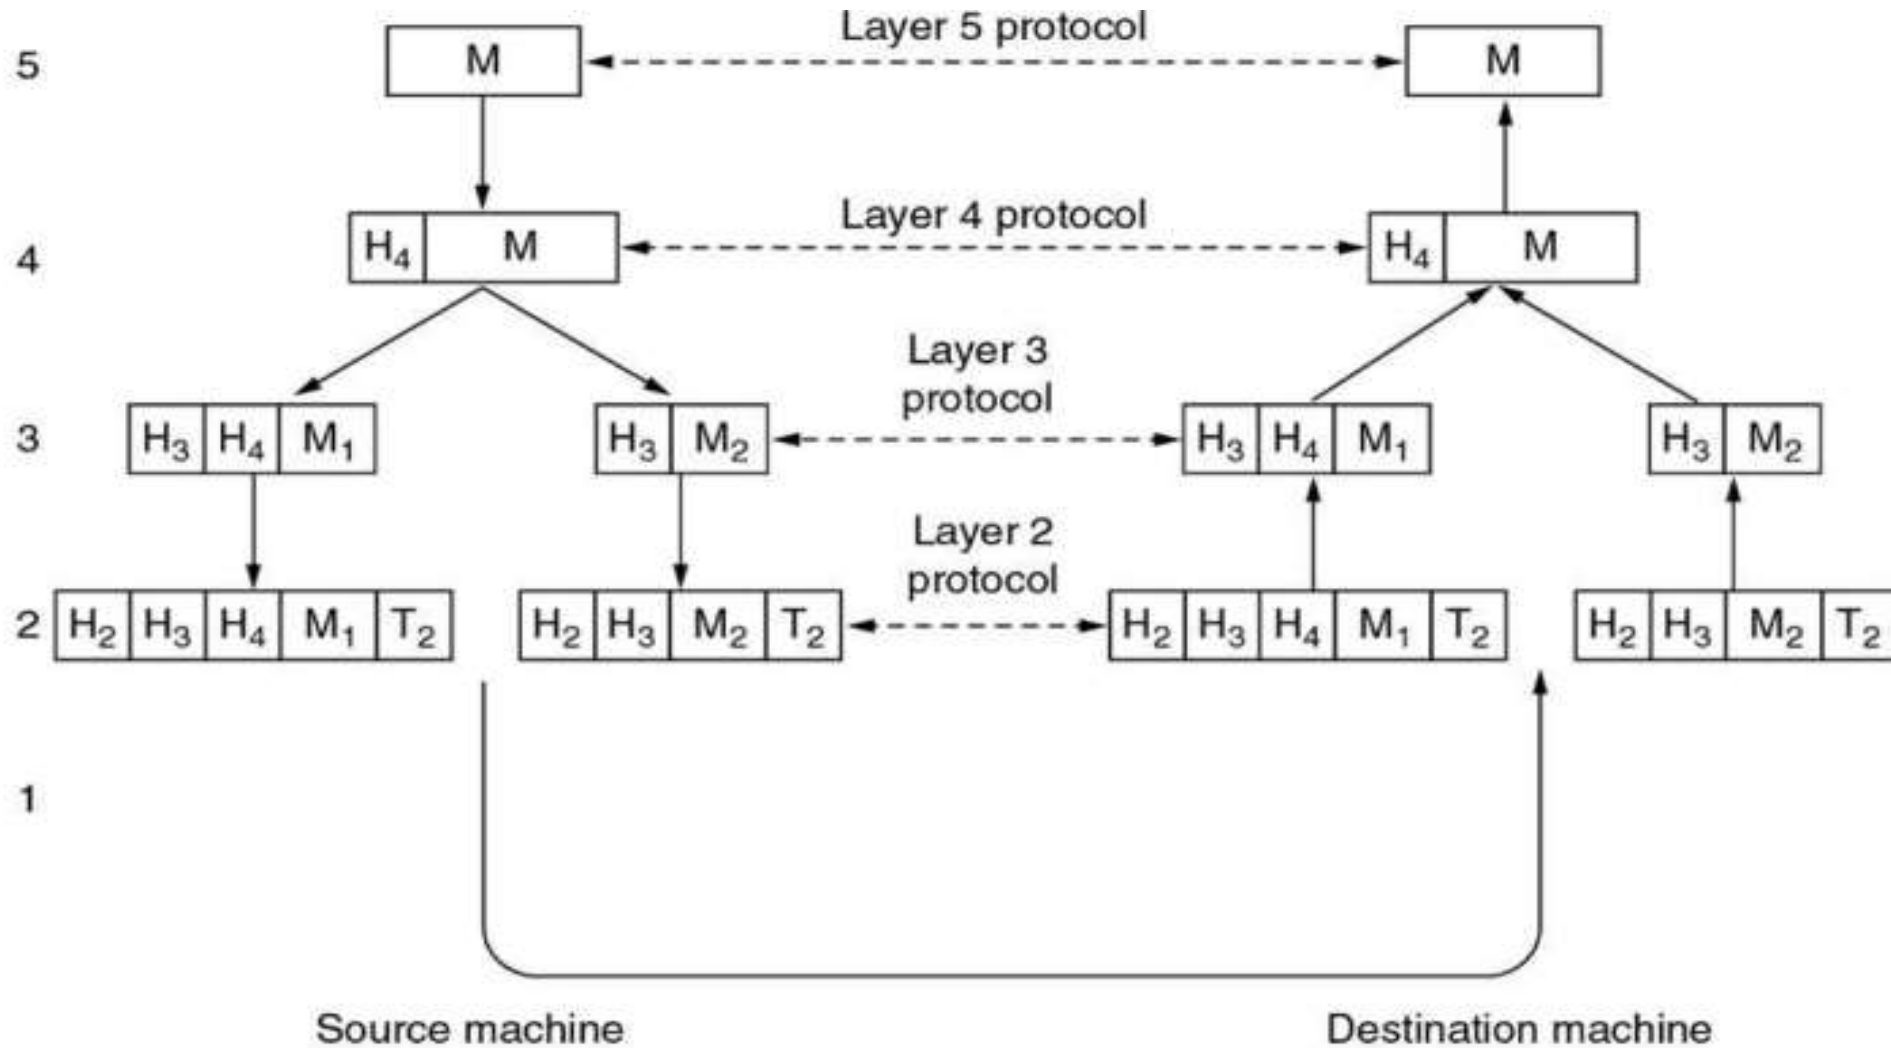 Layer 5 protocol
5 M M
Layer 4 protocol
4 H₄ M H₄ M
Layer 3
protocol
3 H₃ H₄ M₁ H₃ M₂ H₃ H₄ M₁ H₃ M₂
Layer 2
protocol
2 H₂ H₃ H₄ M₁ T₂ H₂ H₃ M₂ T₂ H₂ H₃ H₄ M₁ T₂ H₂ H₃ M₂ T₂
1
Source machine Destination machine